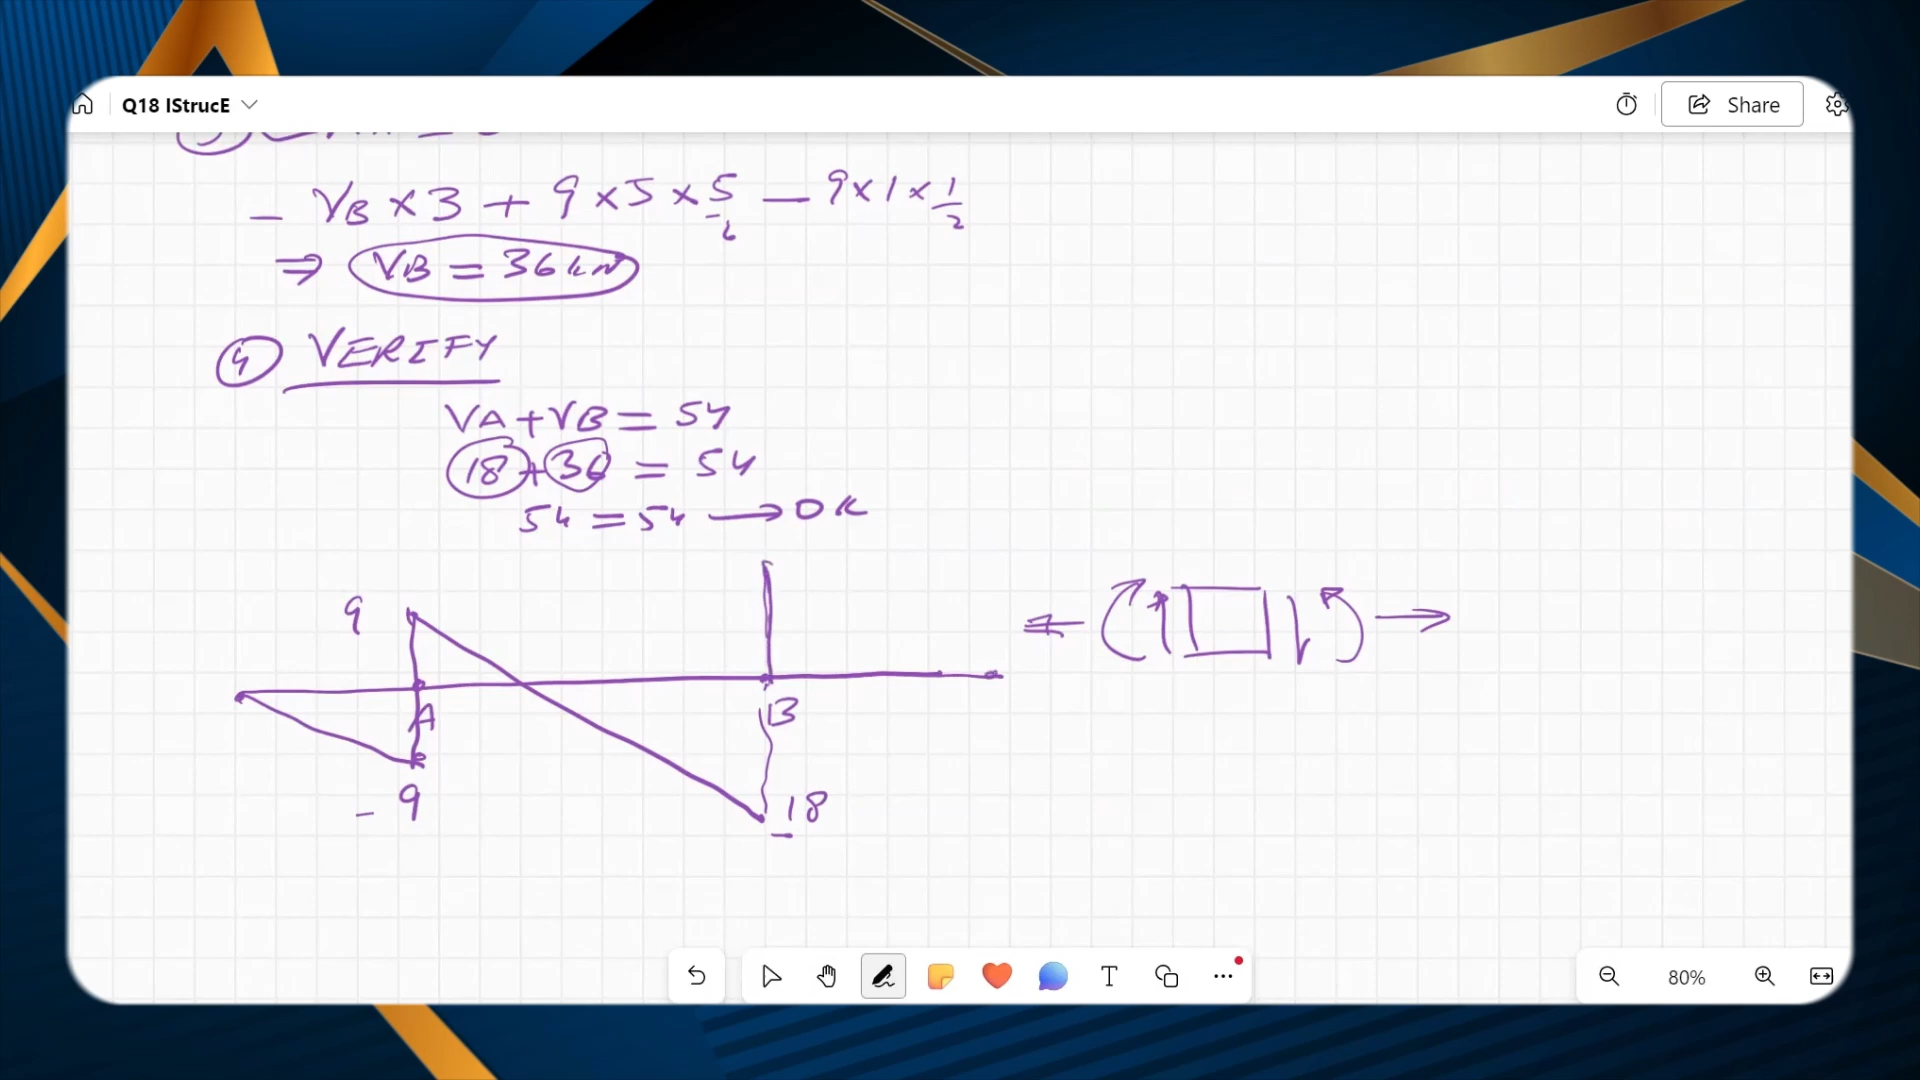 Q18 IStrucE
Share
- VB × 3 + 9 × 5 × 5/2 - 9 × 1 × 1/2
⇒ VB = 36 kN
4 VERIFY
VA + VB = 54
18 + 36 = 54
54 = 54 → OK
9
A
B
- 9
- 18
T
80%